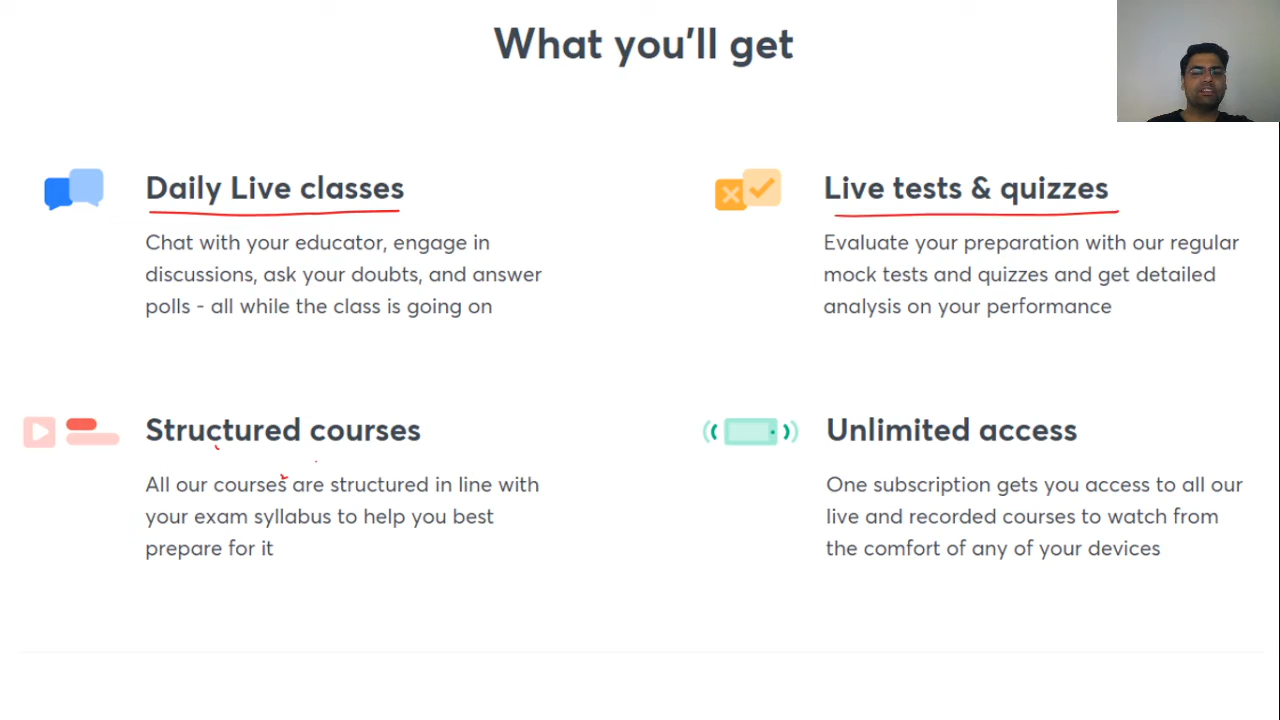 What you'll get
Daily Live classes
Chat with your educator, engage in
discussions, ask your doubts, and answer
polls - all while the class is going on
Live tests & quizzes
Evaluate your preparation with our regular
mock tests and quizzes and get detailed
analysis on your performance
Structured courses
All our courses are structured in line with
your exam syllabus to help you best
prepare for it
Unlimited access
One subscription gets you access to all our
live and recorded courses to watch from
the comfort of any of your devices